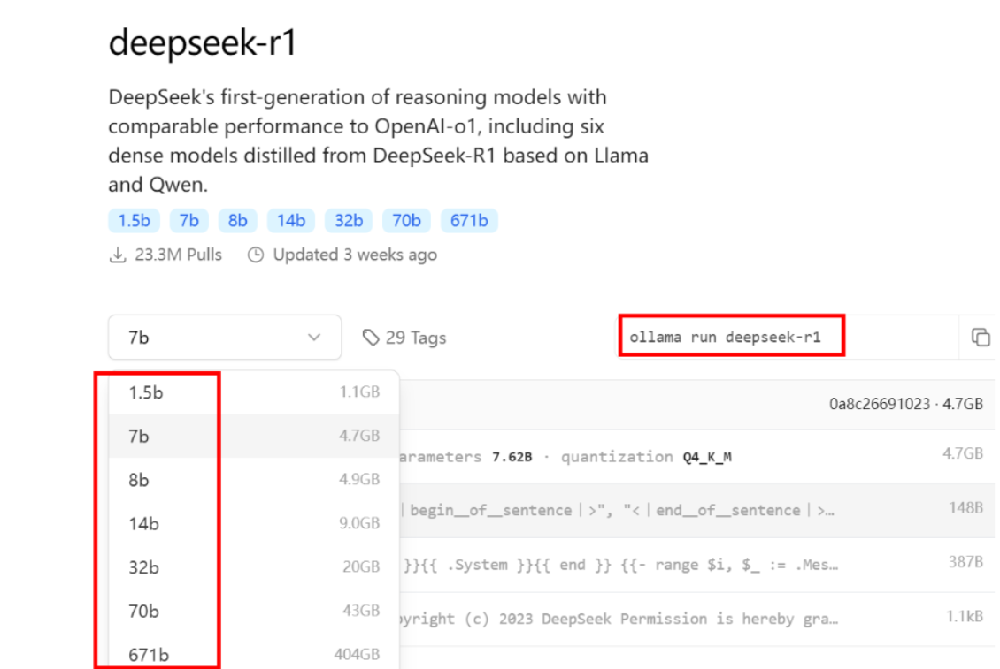 deepseek-r1
DeepSeek's first-generation of reasoning models with
comparable performance to OpenAI-o1, including six
dense models distilled from DeepSeek-R1 based on Llama
and Qwen.
1.5b 7b 8b 14b 32b 70b 671b
23.3M Pulls Updated 3 weeks ago
7b 29 Tags ollama run deepseek-r1
1.5b 1.1GB
0a8c26691023 · 4.7GB
7b 4.7GB
arameters 7.62B · quantization Q4_K_M 4.7GB
8b 4.9GB
|begin__of__sentence|>", "<|end__of__sentence|>… 148B
14b 9.0GB
32b 20GB
}}{{ .System }}{{ end }} {{- range $i, $_ := .Mes… 387B
70b 43GB
pyright (c) 2023 DeepSeek Permission is hereby gra… 1.1kB
671b 404GB